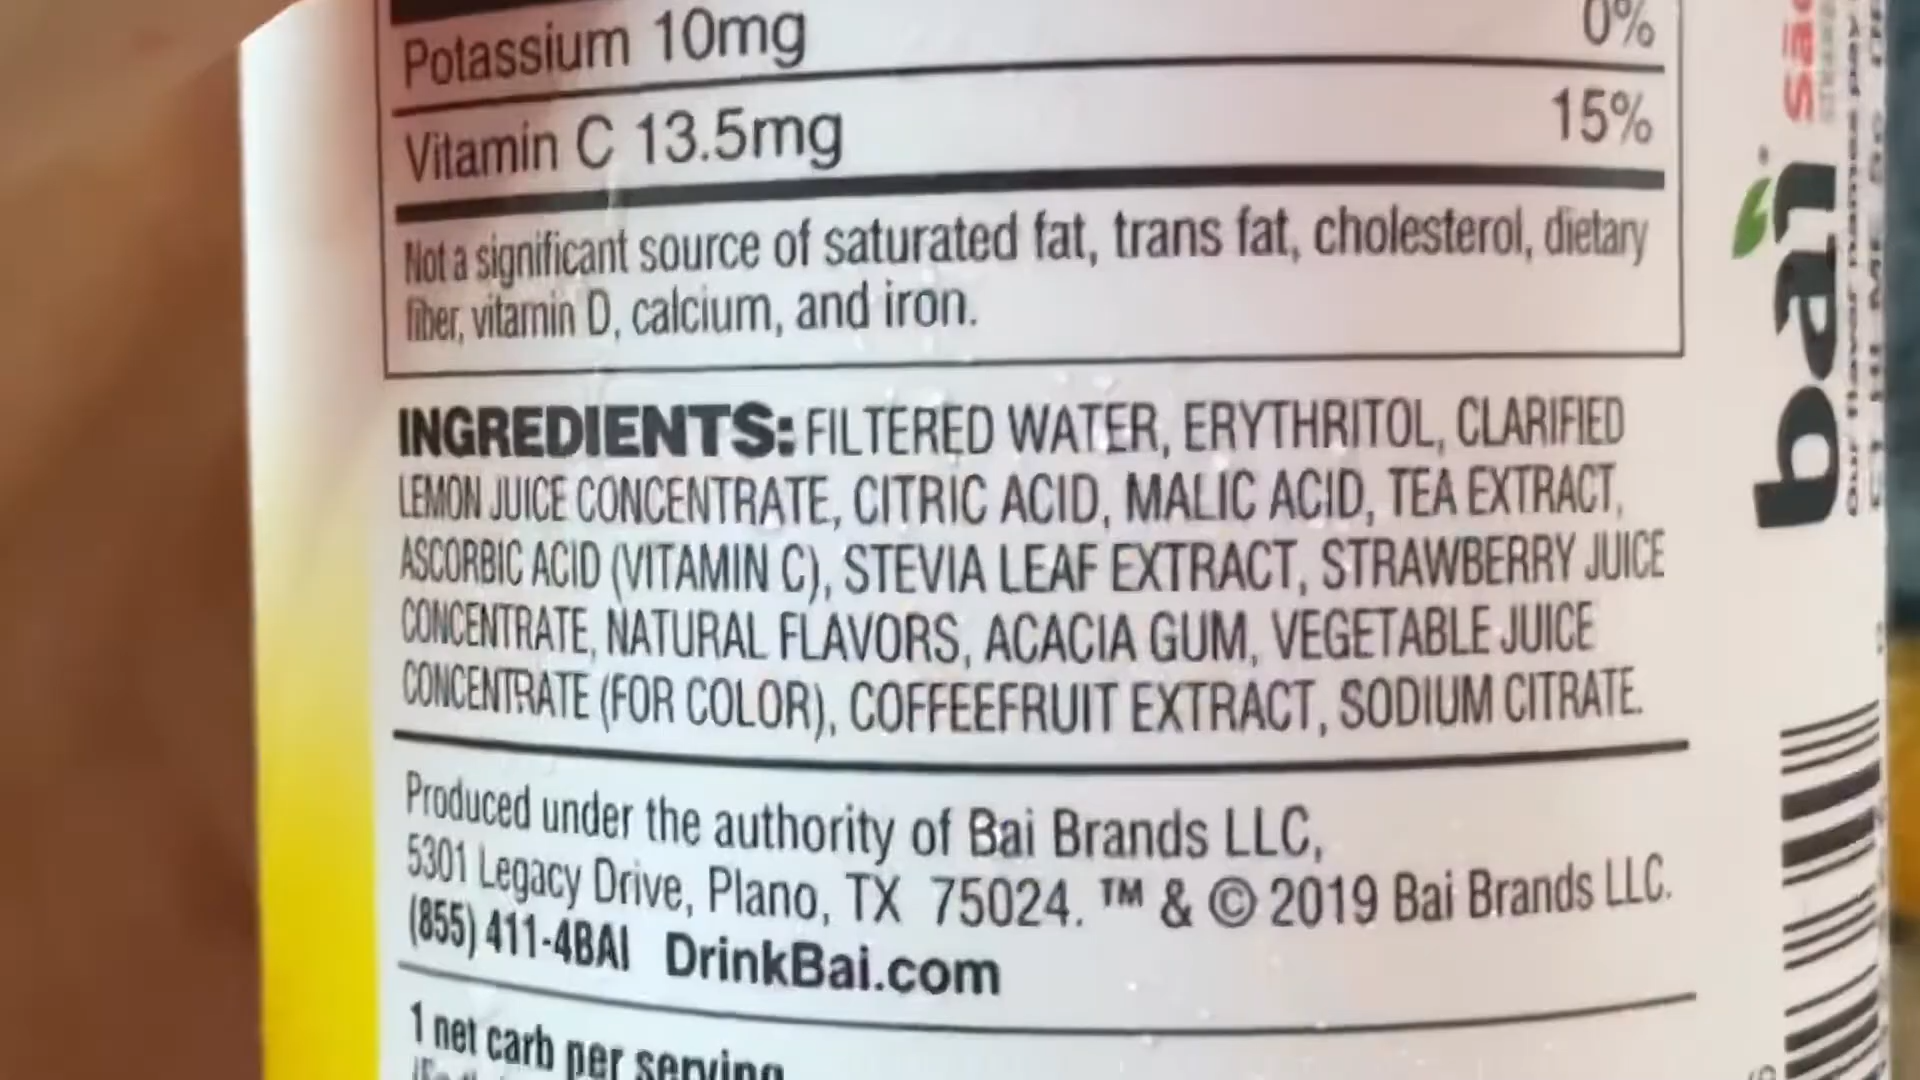 Potassium 10mg 0%
Vitamin C 13.5mg 15%
Not a significant source of saturated fat, trans fat, cholesterol, dietary
fiber, vitamin D, calcium, and iron.
INGREDIENTS: FILTERED WATER, ERYTHRITOL, CLARIFIED
LEMON JUICE CONCENTRATE, CITRIC ACID, MALIC ACID, TEA EXTRACT,
ASCORBIC ACID (VITAMIN C), STEVIA LEAF EXTRACT, STRAWBERRY JUICE
CONCENTRATE, NATURAL FLAVORS, ACACIA GUM, VEGETABLE JUICE
CONCENTRATE (FOR COLOR), COFFEEFRUIT EXTRACT, SODIUM CITRATE.
Produced under the authority of Bai Brands LLC,
5301 Legacy Drive, Plano, TX 75024. ™ & © 2019 Bai Brands LLC.
(855) 411-4BAI DrinkBai.com
1 net carb per serving
bai
Our flavor names pay